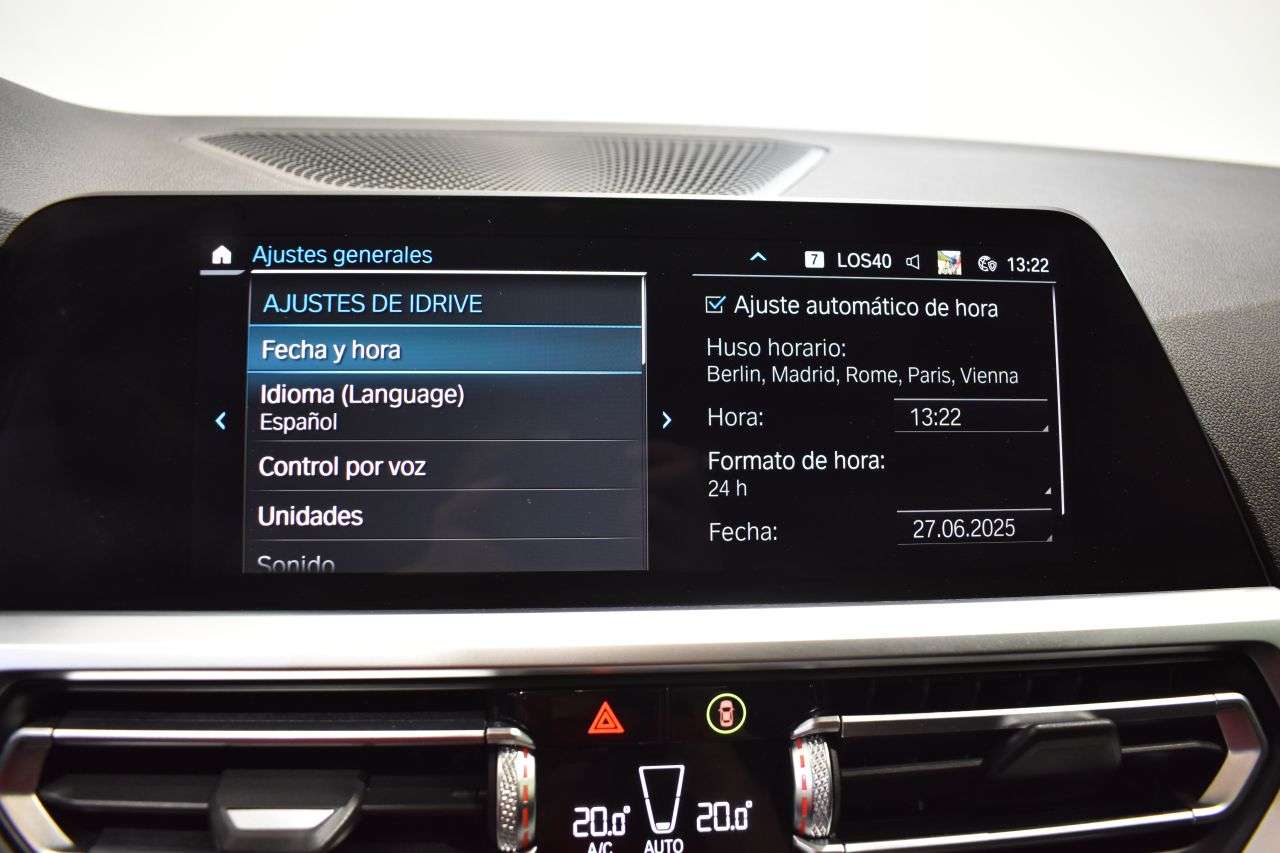 Ajustes generales
7 LOS40 13:22
AJUSTES DE IDRIVE
Fecha y hora
Idioma (Language)
Español
Control por voz
Unidades
Sonido
Ajuste automático de hora
Huso horario:
Berlin, Madrid, Rome, Paris, Vienna
Hora: 13:22
Formato de hora:
24 h
Fecha: 27.06.2025
20.0° 20.0°
A/C AUTO